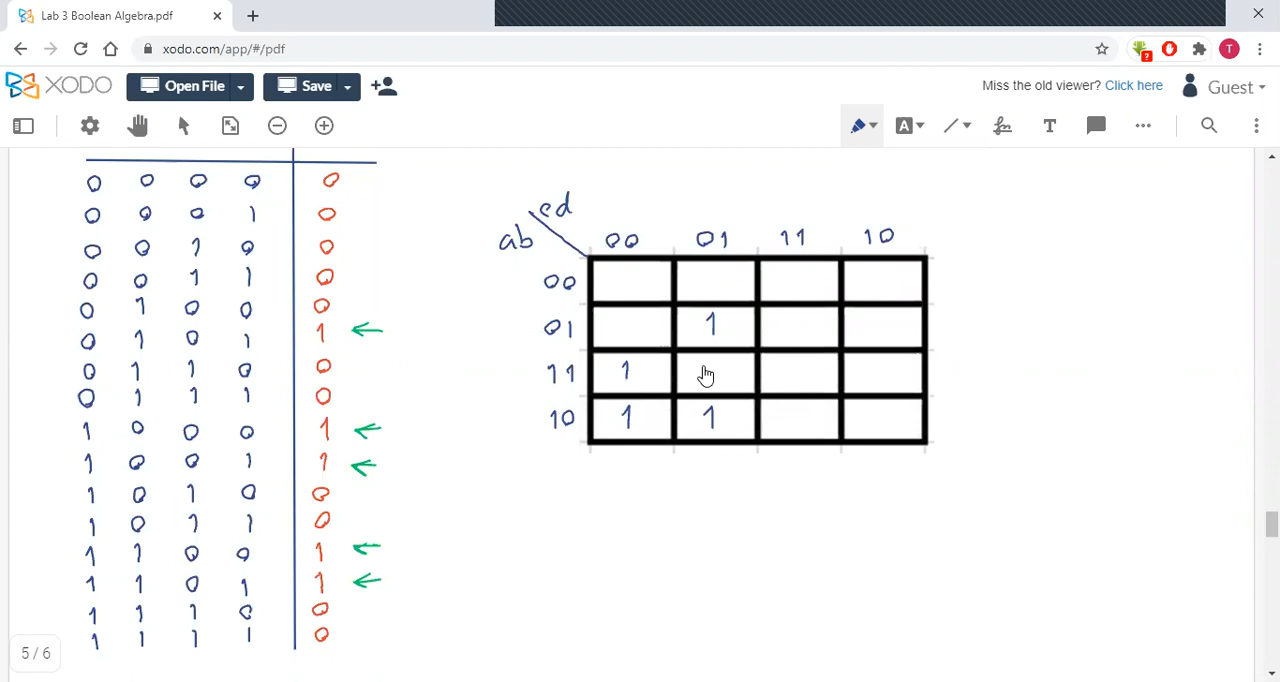 Lab 3 Boolean Algebra.pdf
xodo.com/app/#/pdf
T
XODO
Open File
Save
Miss the old viewer? Click here
Guest
0 0 0 0 0
0 0 0 1 0
0 0 1 0 0
0 0 1 1 0
0 1 0 0 0
0 1 0 1 1 ←
0 1 1 0 0
0 1 1 1 0
1 0 0 0 1 ←
1 0 0 1 1 ←
1 0 1 0 0
1 0 1 1 0
1 1 0 0 1 ←
1 1 0 1 1 ←
1 1 1 0 0
1 1 1 1 0
cd
ab 00 01 11 10
00
01 1
11 1
10 1 1
5 / 6